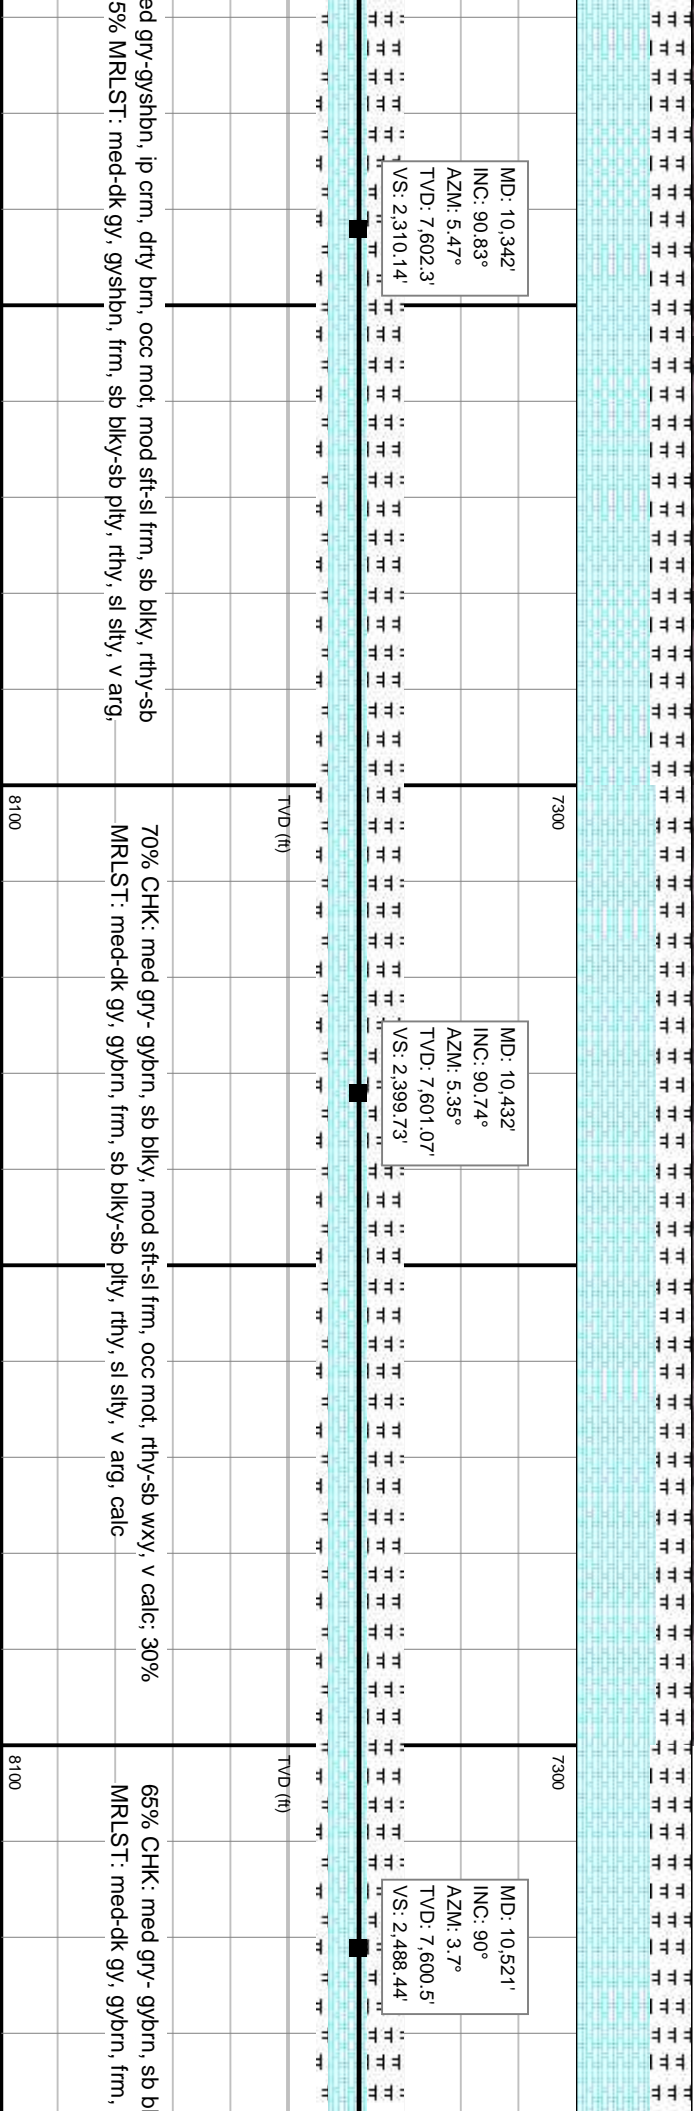 MD: 10,342'
INC: 90.83°
AZM: 5.47°
TVD: 7,602.3'
VS: 2,310.14'
ed gry-gyshbn, ip crm, drty brn, occ mot, mod sft-sl frm, sb blky, rthy-sb
5% MRLST: med-dk gy, gyshbn, frm, sb blky-sb plty, rthy, sl slty, v arg,
7300
TVD (ft)
8100
MD: 10,432'
INC: 90.74°
AZM: 5.35°
TVD: 7,601.07'
VS: 2,399.73'
70% CHK: med gry- gybrn, sb blky, mod sft-sl frm, occ mot, rthy-sb wxy, v calc; 30%
MRLST: med-dk gy, gybrn, frm, sb blky-sb plty, rthy, sl slty, v arg, calc
7300
TVD (ft)
8100
MD: 10,521'
INC: 90°
AZM: 3.7°
TVD: 7,600.5'
VS: 2,488.44'
65% CHK: med gry- gybrn, sb bl
MRLST: med-dk gy, gybrn, frm,